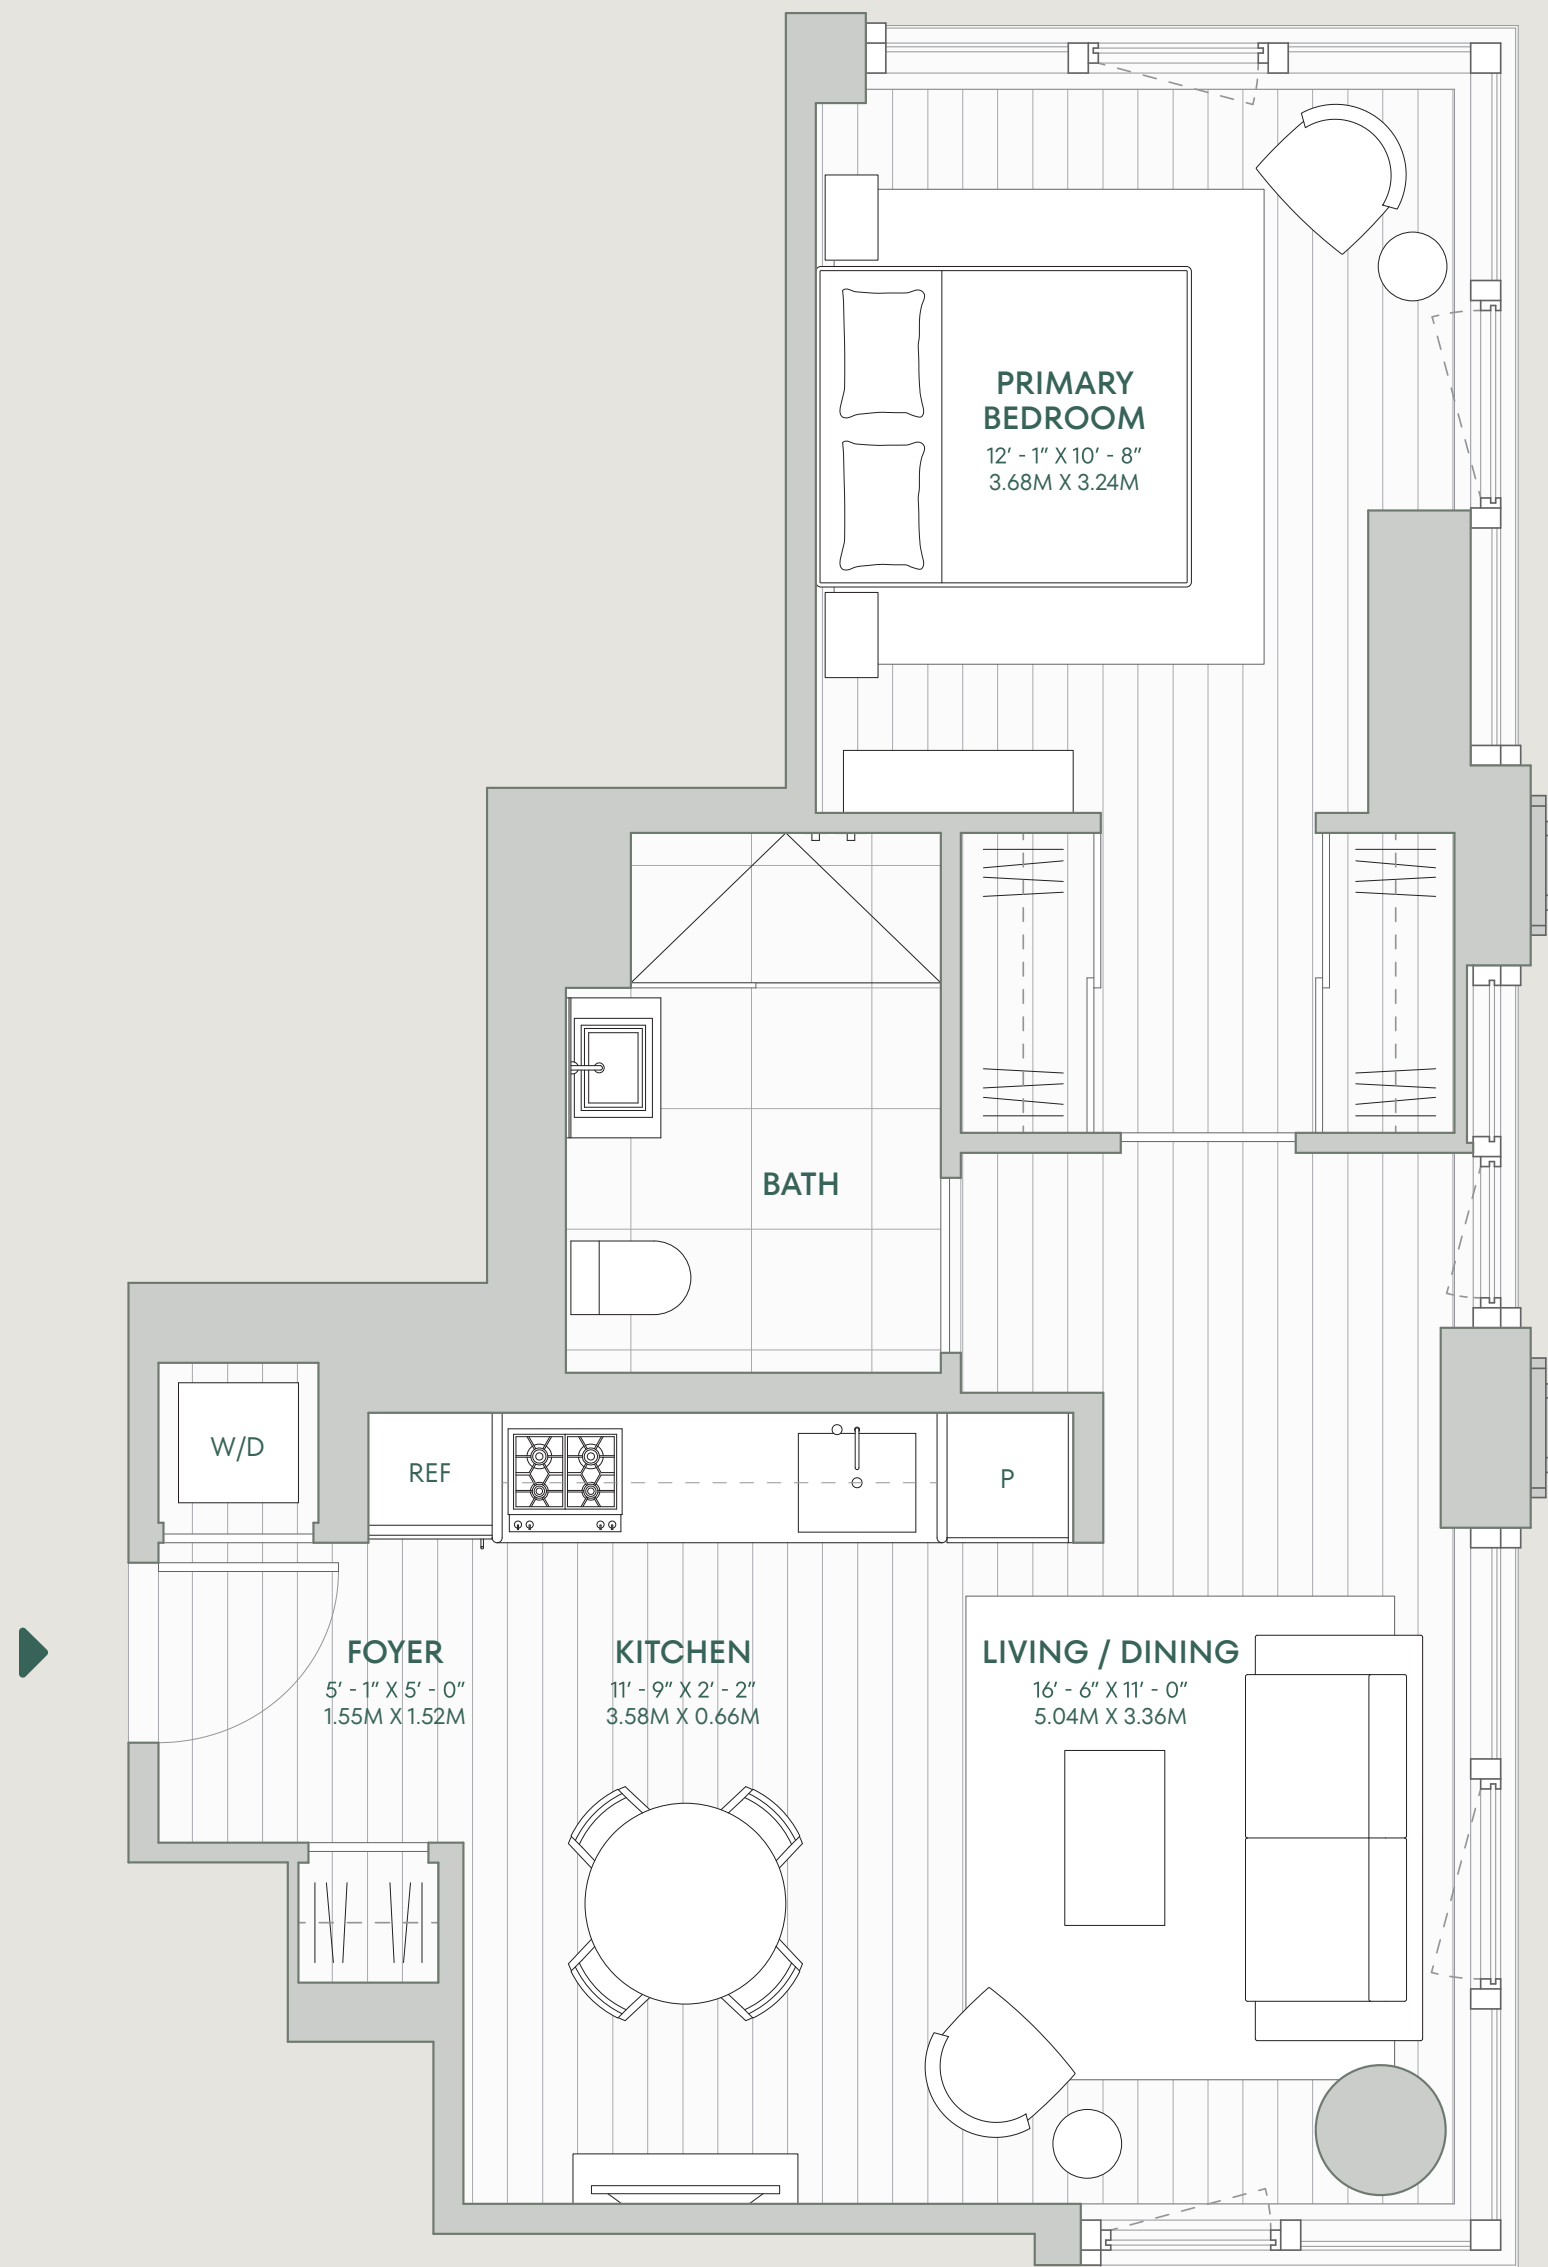 PRIMARY
BEDROOM
12’ - 1” X 10’ - 8”
3.68M X 3.24M
BATH
W/D
REF
P
FOYER
5’ - 1” X 5’ - 0”
1.55M X 1.52M
KITCHEN
11’ - 9” X 2’ - 2”
3.58M X 0.66M
LIVING / DINING
16’ - 6” X 11’ - 0”
5.04M X 3.36M